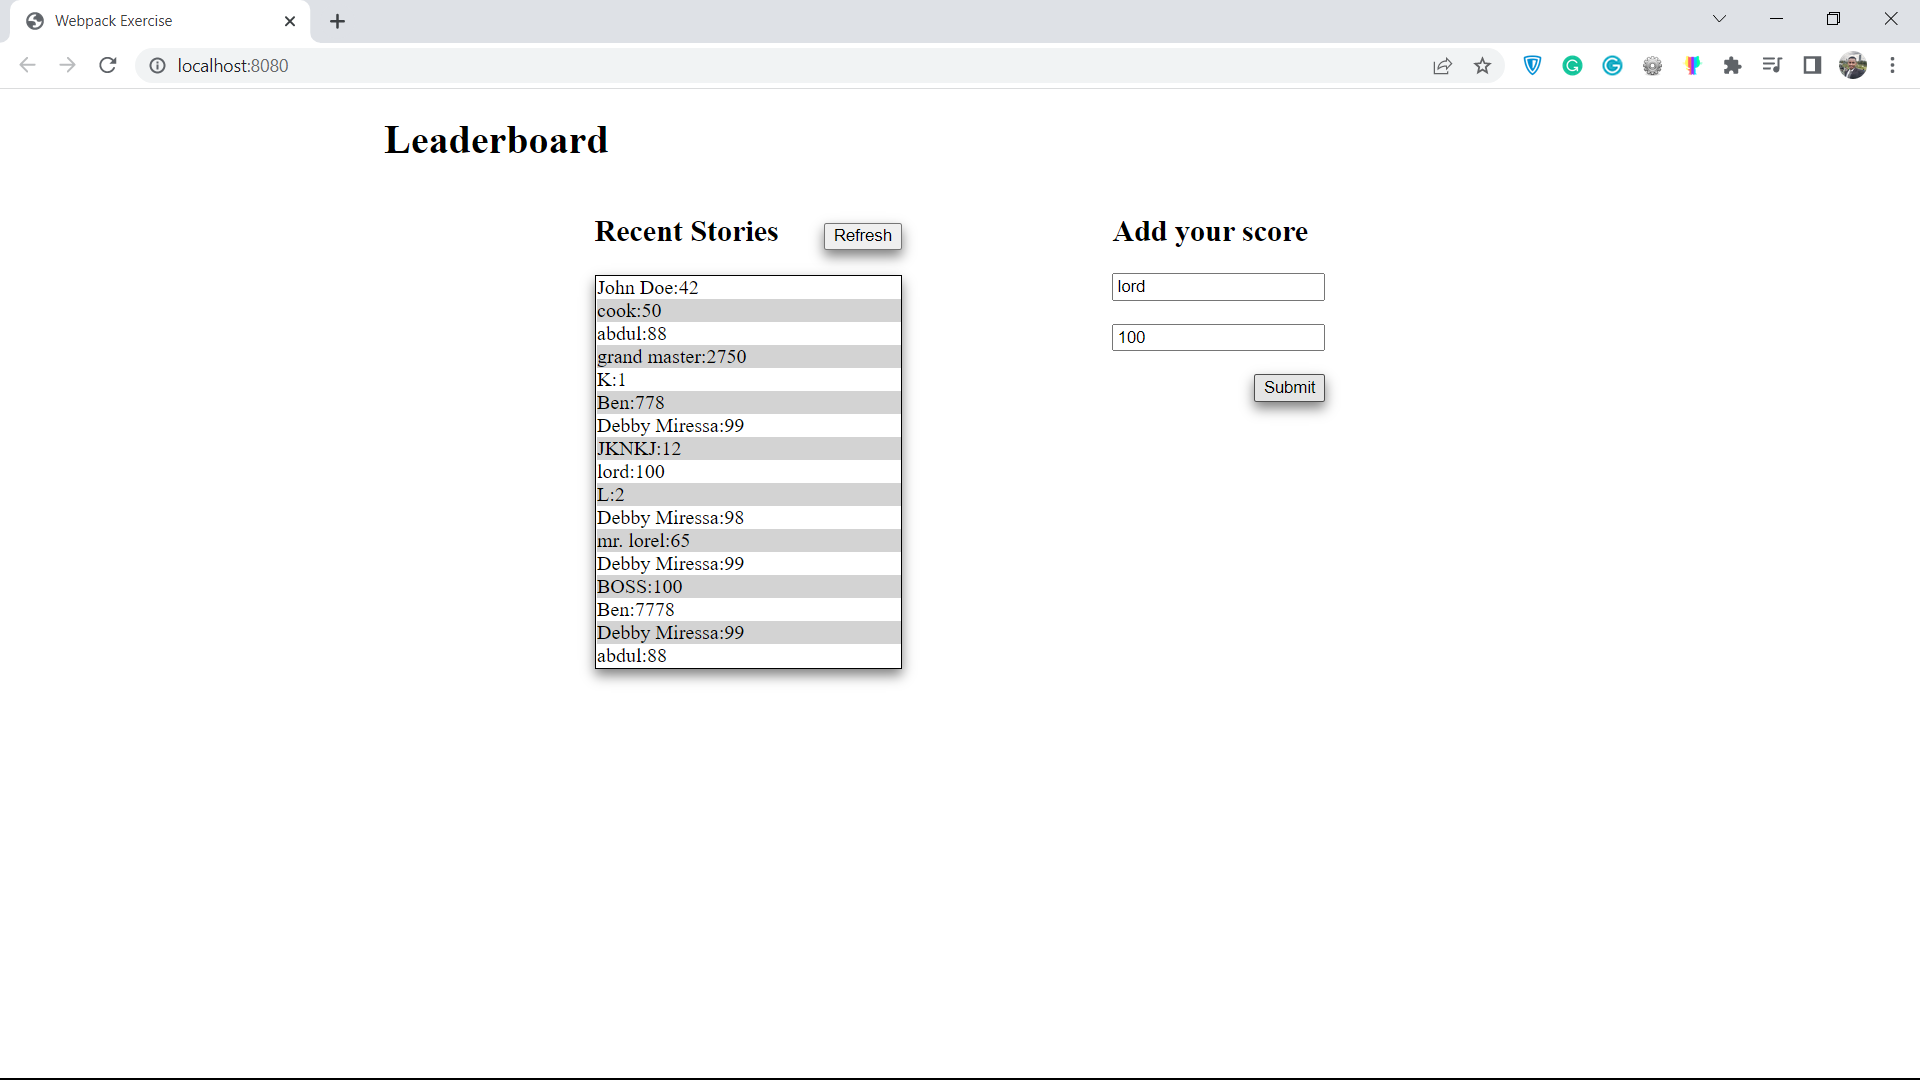 Webpack Exercise
localhost:8080
Leaderboard
Recent Stories
Refresh
John Doe:42
cook:50
abdul:88
grand master:2750
K:1
Ben:778
Debby Miressa:99
JKNKJ:12
lord:100
L:2
Debby Miressa:98
mr. lorel:65
Debby Miressa:99
BOSS:100
Ben:7778
Debby Miressa:99
abdul:88
Add your score
lord
100
Submit